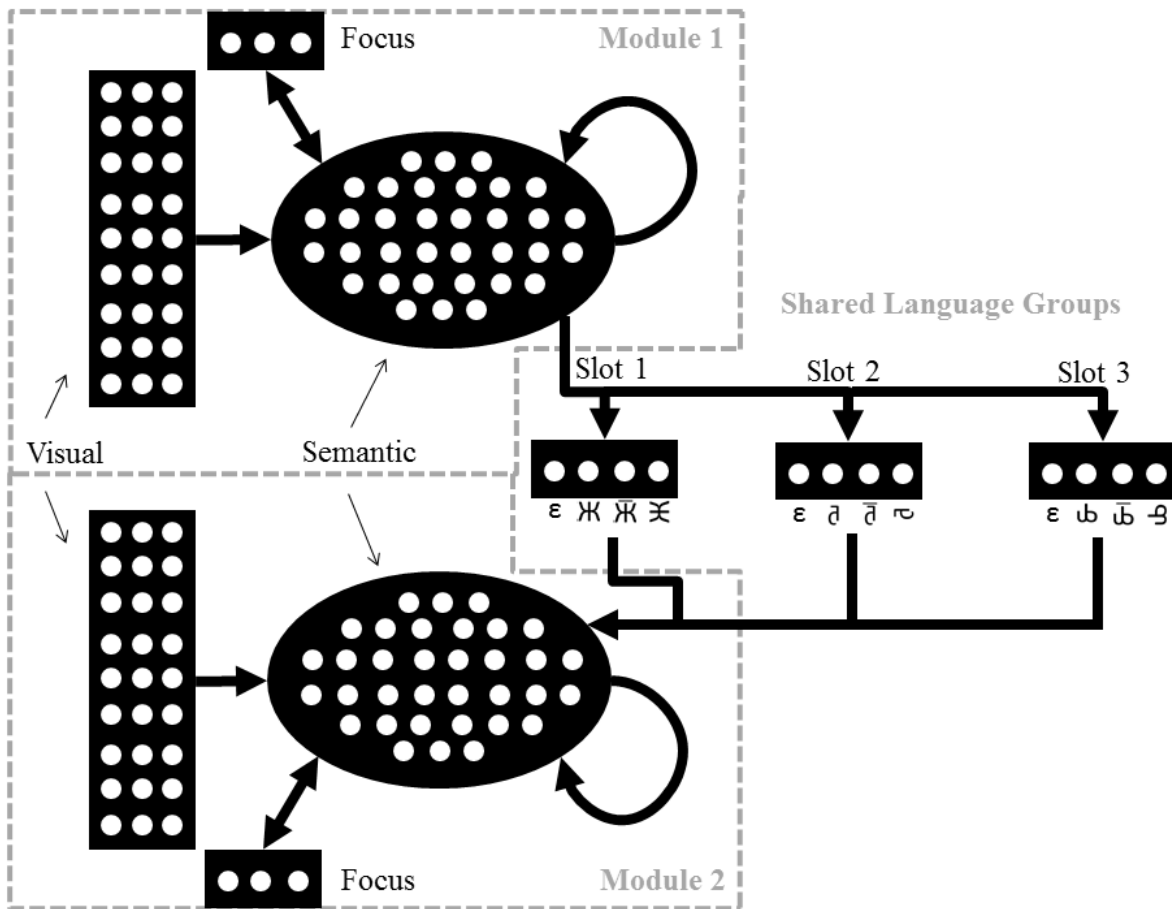 Focus
Module 1
Shared Language Groups
Slot 1
Slot 2
Slot 3
Visual
Semantic
ε Ж Ж̄
ε
ε
Focus
Module 2